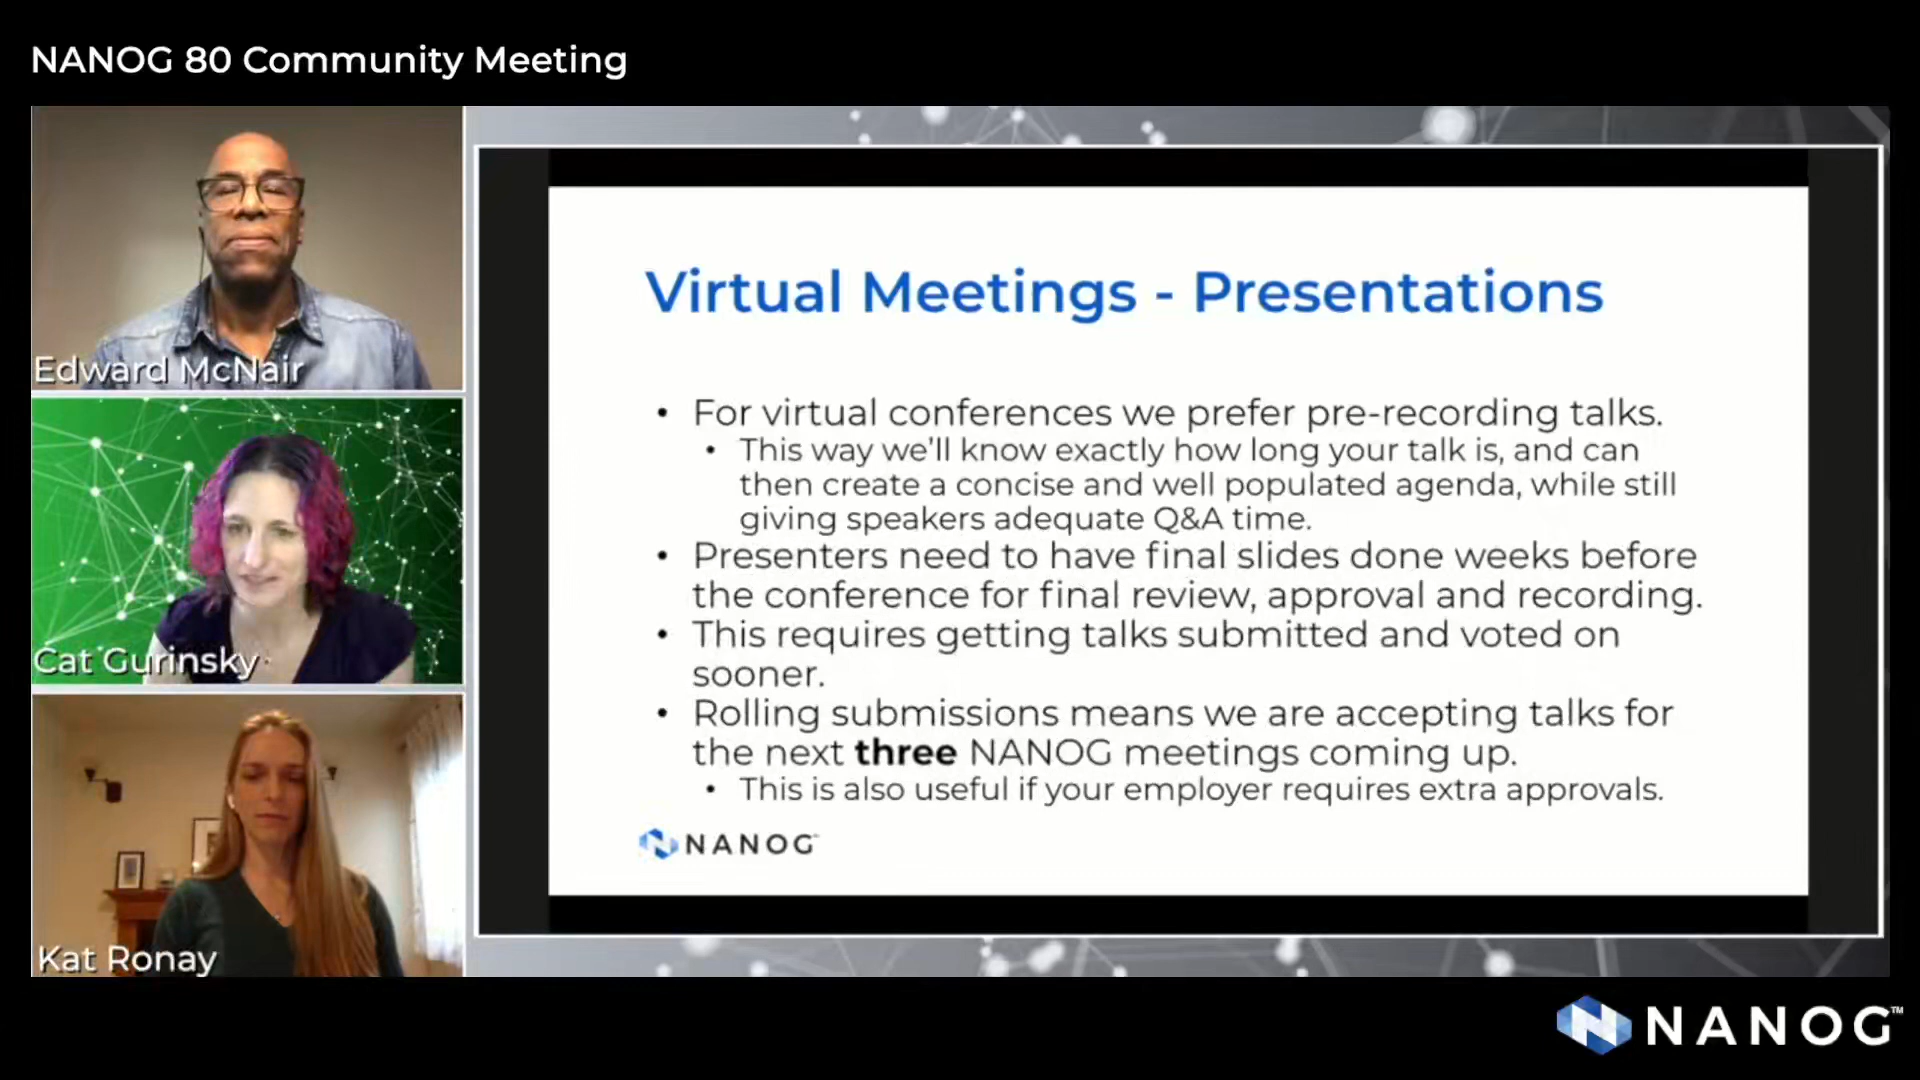 NANOG 80 Community Meeting
Edward McNair
Cat Gurinsky
Kat Ronay
Virtual Meetings - Presentations
• For virtual conferences we prefer pre-recording talks.
• This way we'll know exactly how long your talk is, and can
then create a concise and well populated agenda, while still
giving speakers adequate Q&A time.
• Presenters need to have final slides done weeks before
the conference for final review, approval and recording.
• This requires getting talks submitted and voted on
sooner.
• Rolling submissions means we are accepting talks for
the next three NANOG meetings coming up.
• This is also useful if your employer requires extra approvals.
NANOG™
NANOG™